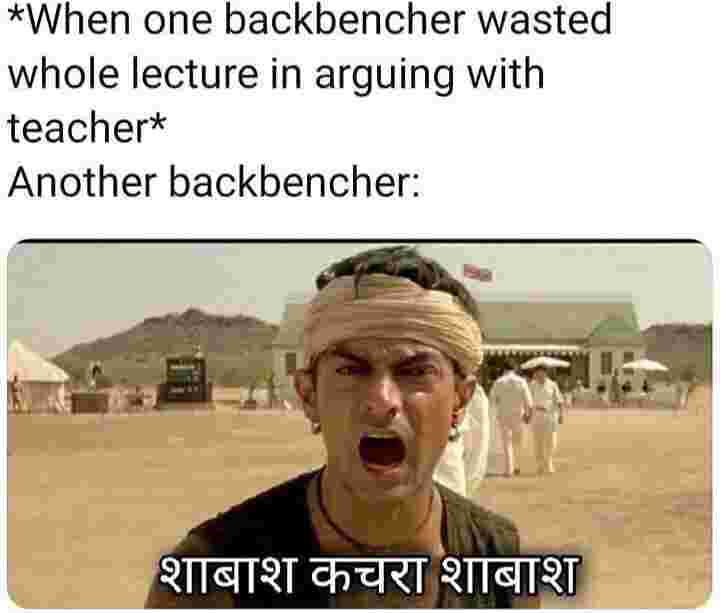 *When one backbencher wasted
whole lecture in arguing with
teacher*
Another backbencher:
शाबाश कचरा शाबाश